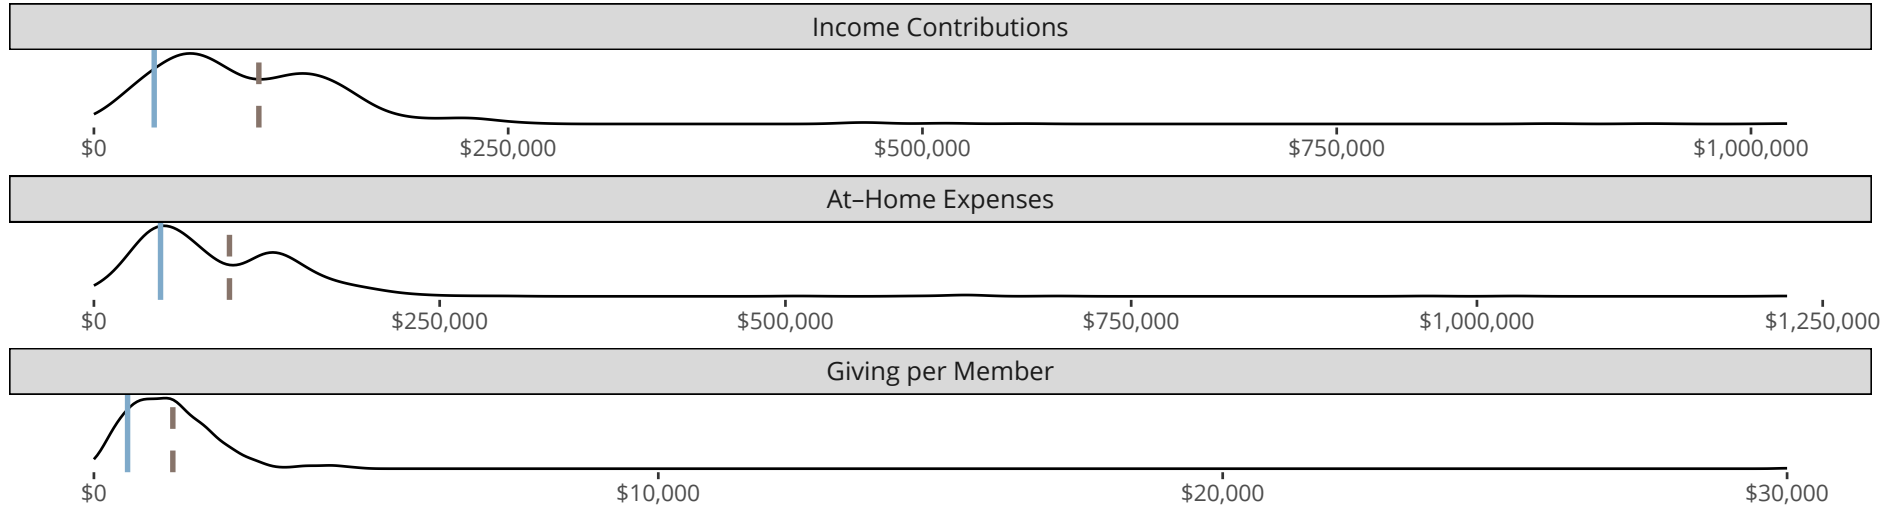 Income Contributions
$0 $250,000 $500,000 $750,000 $1,000,000
At–Home Expenses
$0 $250,000 $500,000 $750,000 $1,000,000 $1,250,000
Giving per Member
$0 $10,000 $20,000 $30,000